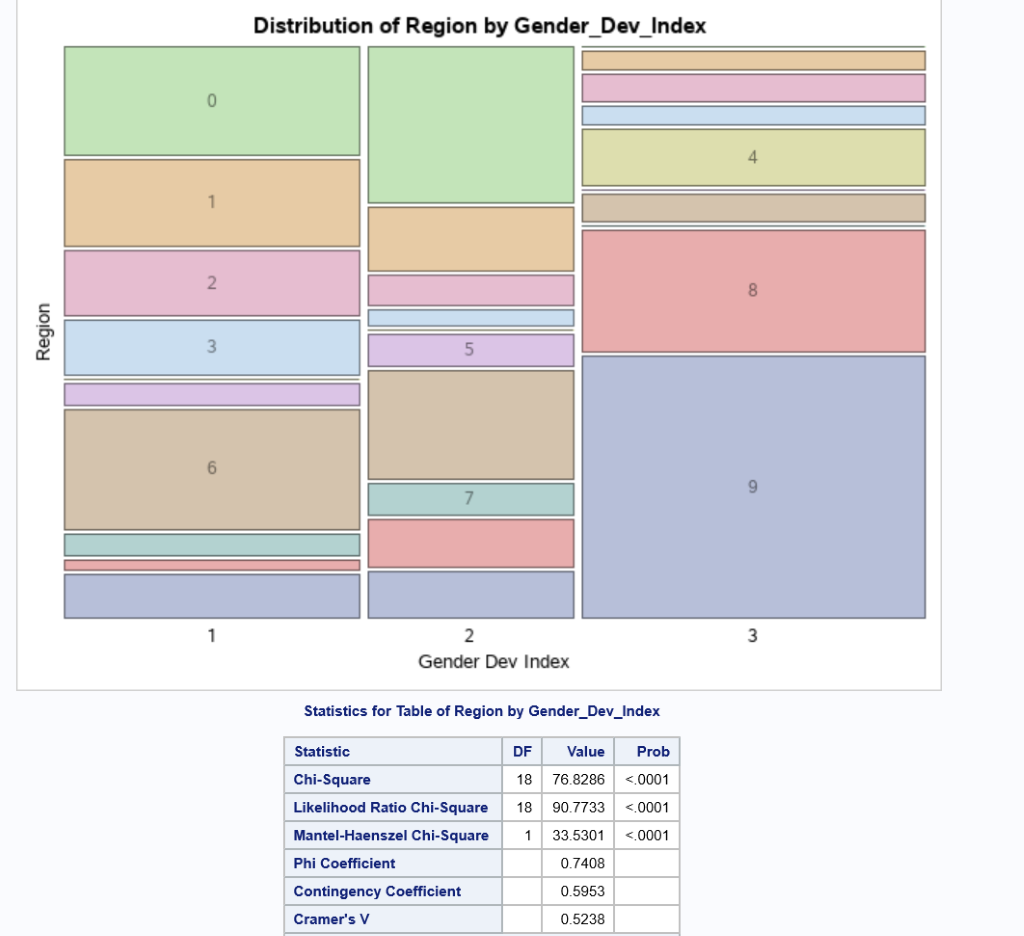 Distribution of Region by Gender_Dev_Index
Region
0
1
2
3
6
5
7
4
8
9
1 2 3
Gender Dev Index
Statistics for Table of Region by Gender_Dev_Index
Statistic DF Value Prob
Chi-Square 18 76.8286 <.0001
Likelihood Ratio Chi-Square 18 90.7733 <.0001
Mantel-Haenszel Chi-Square 1 33.5301 <.0001
Phi Coefficient 0.7408
Contingency Coefficient 0.5953
Cramer's V 0.5238